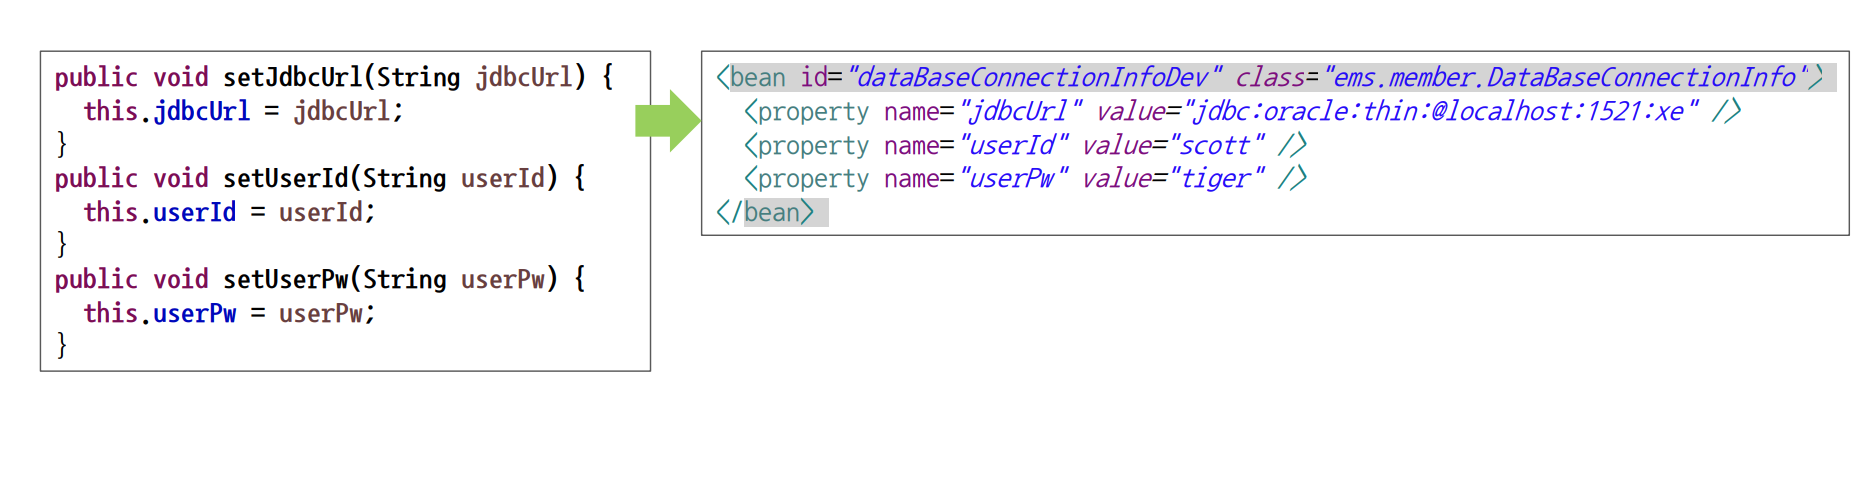 public void setJdbcUrl(String jdbcUrl) {
  this.jdbcUrl = jdbcUrl;
}
public void setUserId(String userId) {
  this.userId = userId;
}
public void setUserPw(String userPw) {
  this.userPw = userPw;
}
<bean id="dataBaseConnectionInfoDev" class="ems.member.DataBaseConnectionInfo">
  <property name="jdbcUrl" value="jdbc:oracle:thin:@localhost:1521:xe" />
  <property name="userId" value="scott" />
  <property name="userPw" value="tiger" />
</bean>